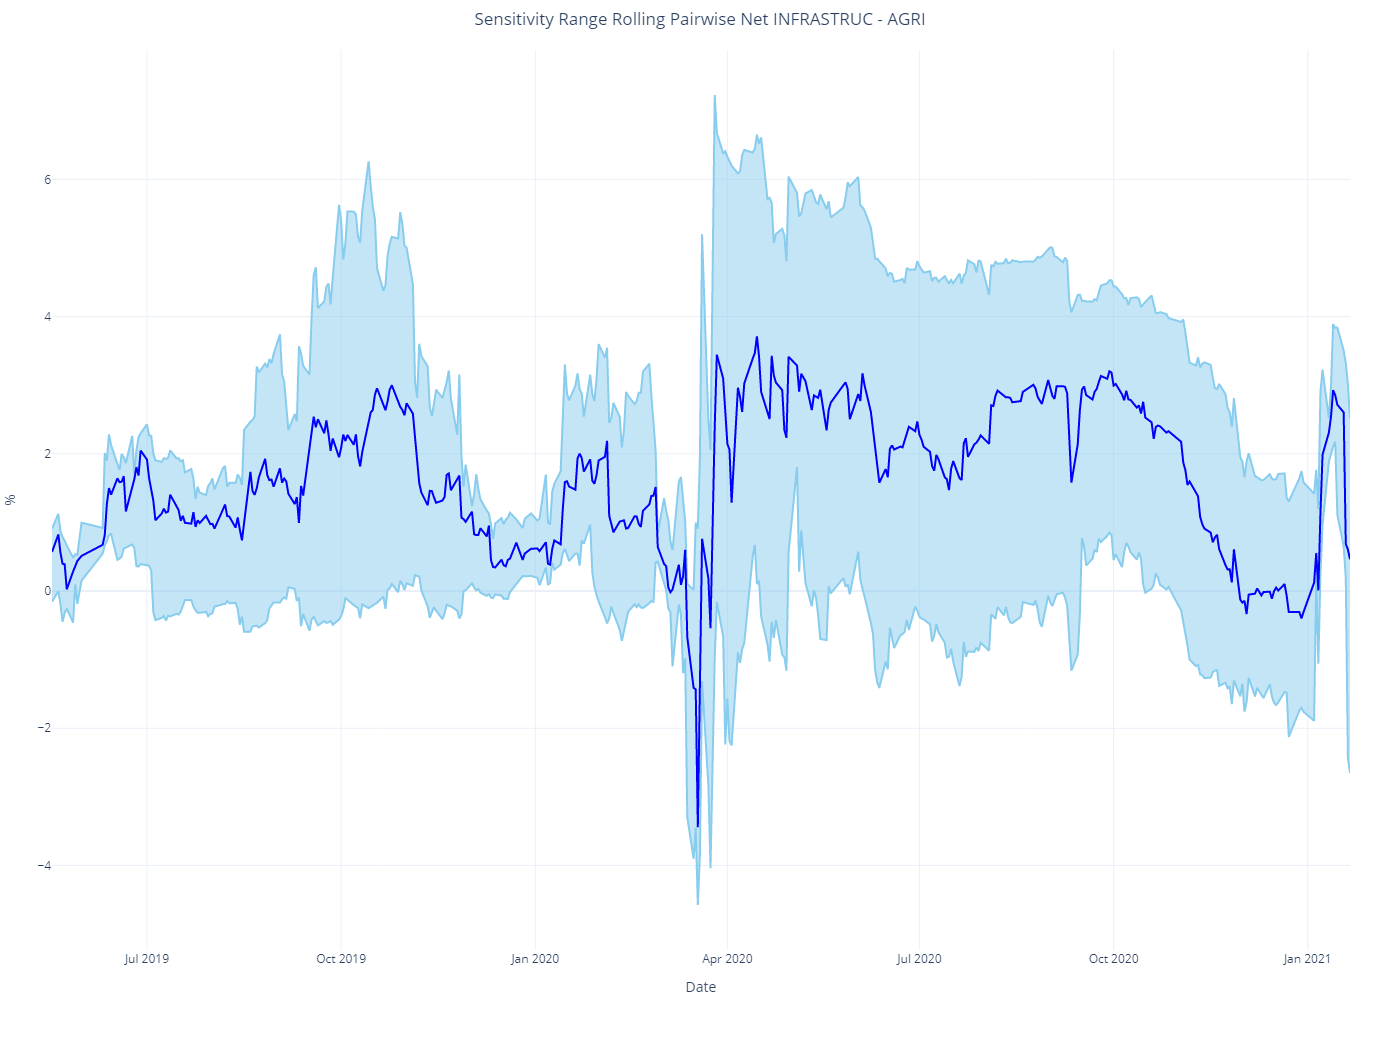 Sensitivity Range Rolling Pairwise Net INFRASTRUC - AGRI
%
6
4
2
0
−2
−4
Jul 2019
Oct 2019
Jan 2020
Apr 2020
Jul 2020
Oct 2020
Jan 2021
Date